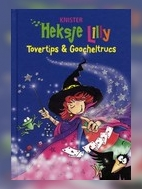 KNISTER
Heksje Lilly
Tovertips & Goocheltrucs